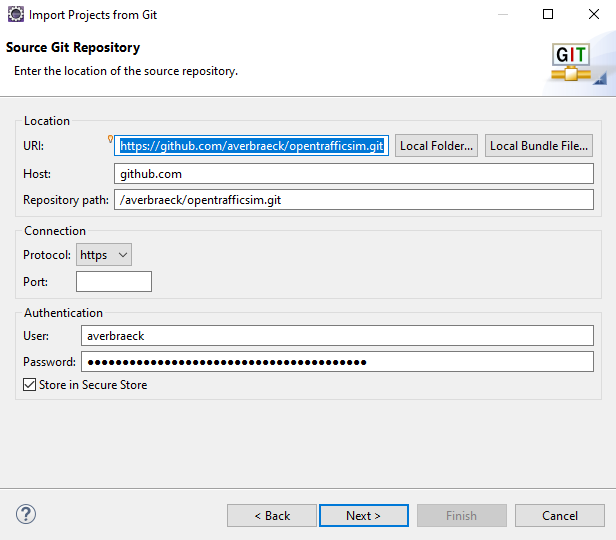 Import Projects from Git
Source Git Repository
Enter the location of the source repository.
GIT
Location
URI: https://github.com/averbraeck/opentrafficsim.git Local Folder... Local Bundle File...
Host: github.com
Repository path: /averbraeck/opentrafficsim.git
Connection
Protocol: https
Port:
Authentication
User: averbraeck
Password: ●●●●●●●●●●●●●●●●●●●●●●●●●●●●●●●●●●●●●●●●
Store in Secure Store
? < Back Next > Finish Cancel